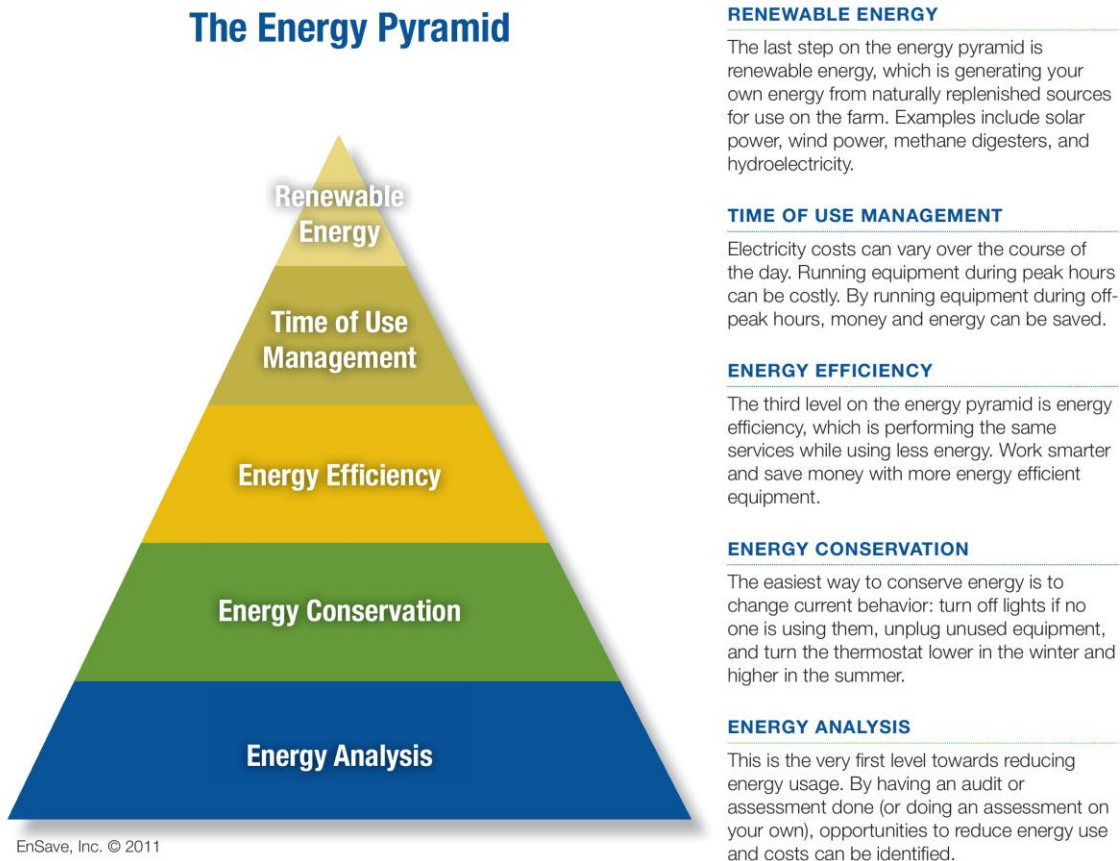 The Energy Pyramid
Renewable
Energy
Time of Use
Management
Energy Efficiency
Energy Conservation
Energy Analysis
EnSave, Inc. © 2011
RENEWABLE ENERGY
The last step on the energy pyramid is
renewable energy, which is generating your
own energy from naturally replenished sources
for use on the farm. Examples include solar
power, wind power, methane digesters, and
hydroelectricity.
TIME OF USE MANAGEMENT
Electricity costs can vary over the course of
the day. Running equipment during peak hours
can be costly. By running equipment during off-
peak hours, money and energy can be saved.
ENERGY EFFICIENCY
The third level on the energy pyramid is energy
efficiency, which is performing the same
services while using less energy. Work smarter
and save money with more energy efficient
equipment.
ENERGY CONSERVATION
The easiest way to conserve energy is to
change current behavior: turn off lights if no
one is using them, unplug unused equipment,
and turn the thermostat lower in the winter and
higher in the summer.
ENERGY ANALYSIS
This is the very first level towards reducing
energy usage. By having an audit or
assessment done (or doing an assessment on
your own), opportunities to reduce energy use
and costs can be identified.